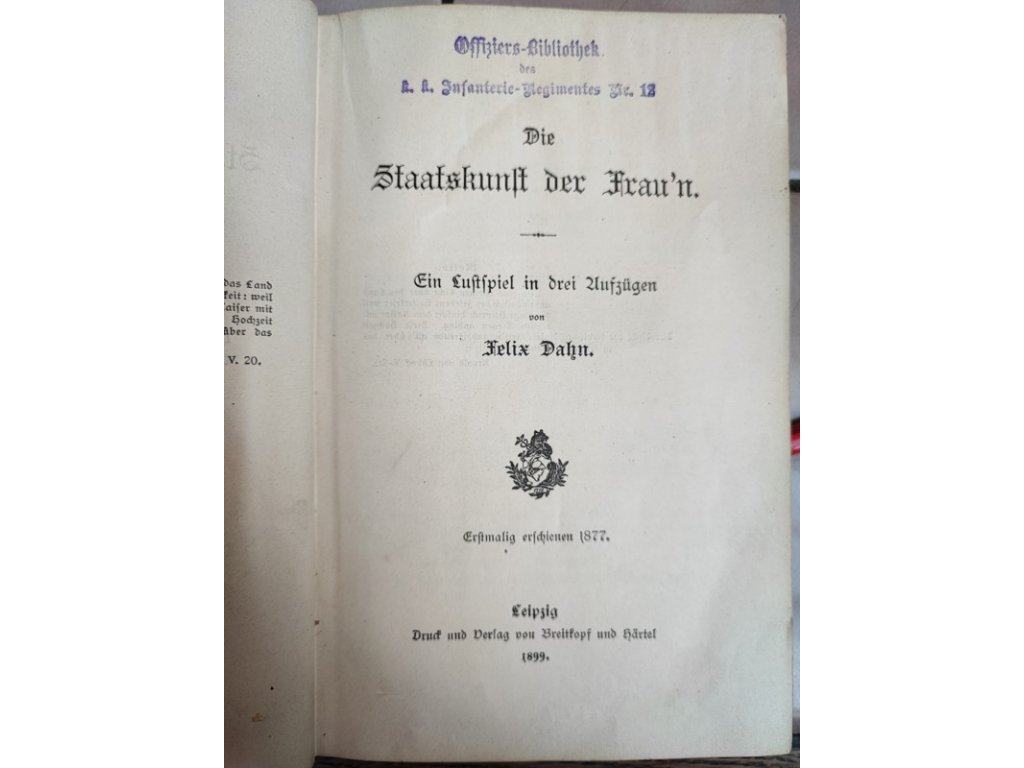 das Land
keit: weil
aiser mit
Hochzeit
über das
V. 20.
Offiziers-Bibliothek.
des
k. k. Infanterie-Regimentes Nr. 12
Die
Staatskunst der Frau'n.
Ein Lustspiel in drei Aufzügen
von
Felix Dahn.
Erstmalig erschienen 1877.
Leipzig
Druck und Verlag von Breitkopf und Härtel
1899.